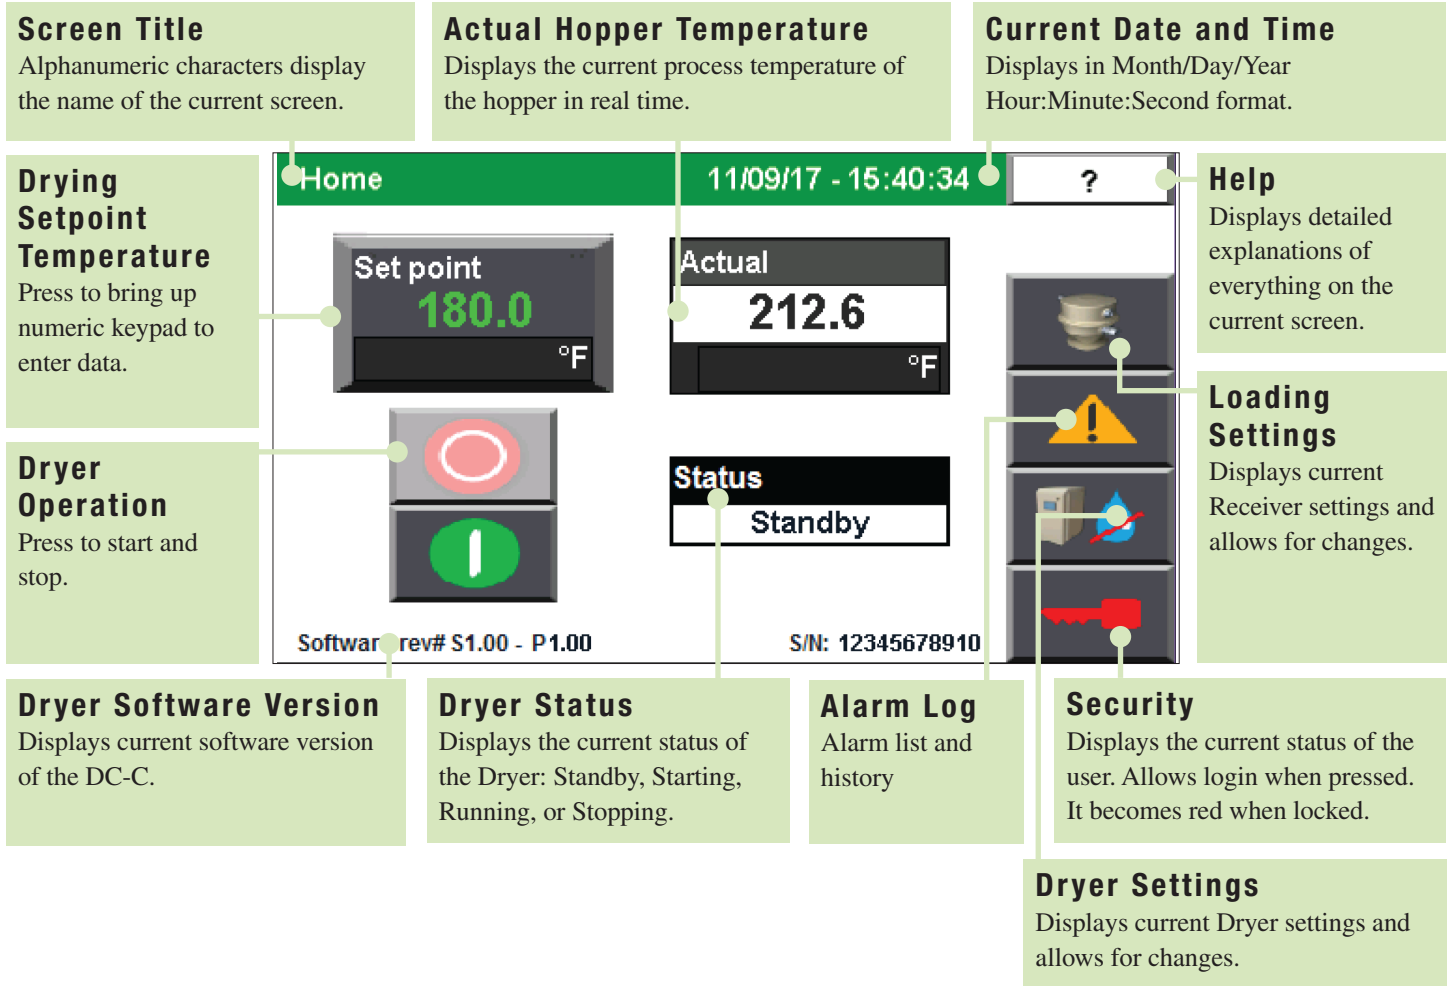 Screen Title
Alphanumeric characters display
the name of the current screen.
Actual Hopper Temperature
Displays the current process temperature of
the hopper in real time.
Current Date and Time
Displays in Month/Day/Year
Hour:Minute:Second format.
Drying
Setpoint
Temperature
Press to bring up
numeric keypad to
enter data.
Dryer
Operation
Press to start and
stop.
Home
11/09/17 - 15:40:34
?
Set point
180.0
°F
Actual
212.6
°F
Status
Standby
Software rev# S1.00 - P1.00
S/N: 12345678910
Help
Displays detailed
explanations of
everything on the
current screen.
Loading
Settings
Displays current
Receiver settings and
allows for changes.
Dryer Software Version
Displays current software version
of the DC-C.
Dryer Status
Displays the current status of
the Dryer: Standby, Starting,
Running, or Stopping.
Alarm Log
Alarm list and
history
Security
Displays the current status of the
user. Allows login when pressed.
It becomes red when locked.
Dryer Settings
Displays current Dryer settings and
allows for changes.